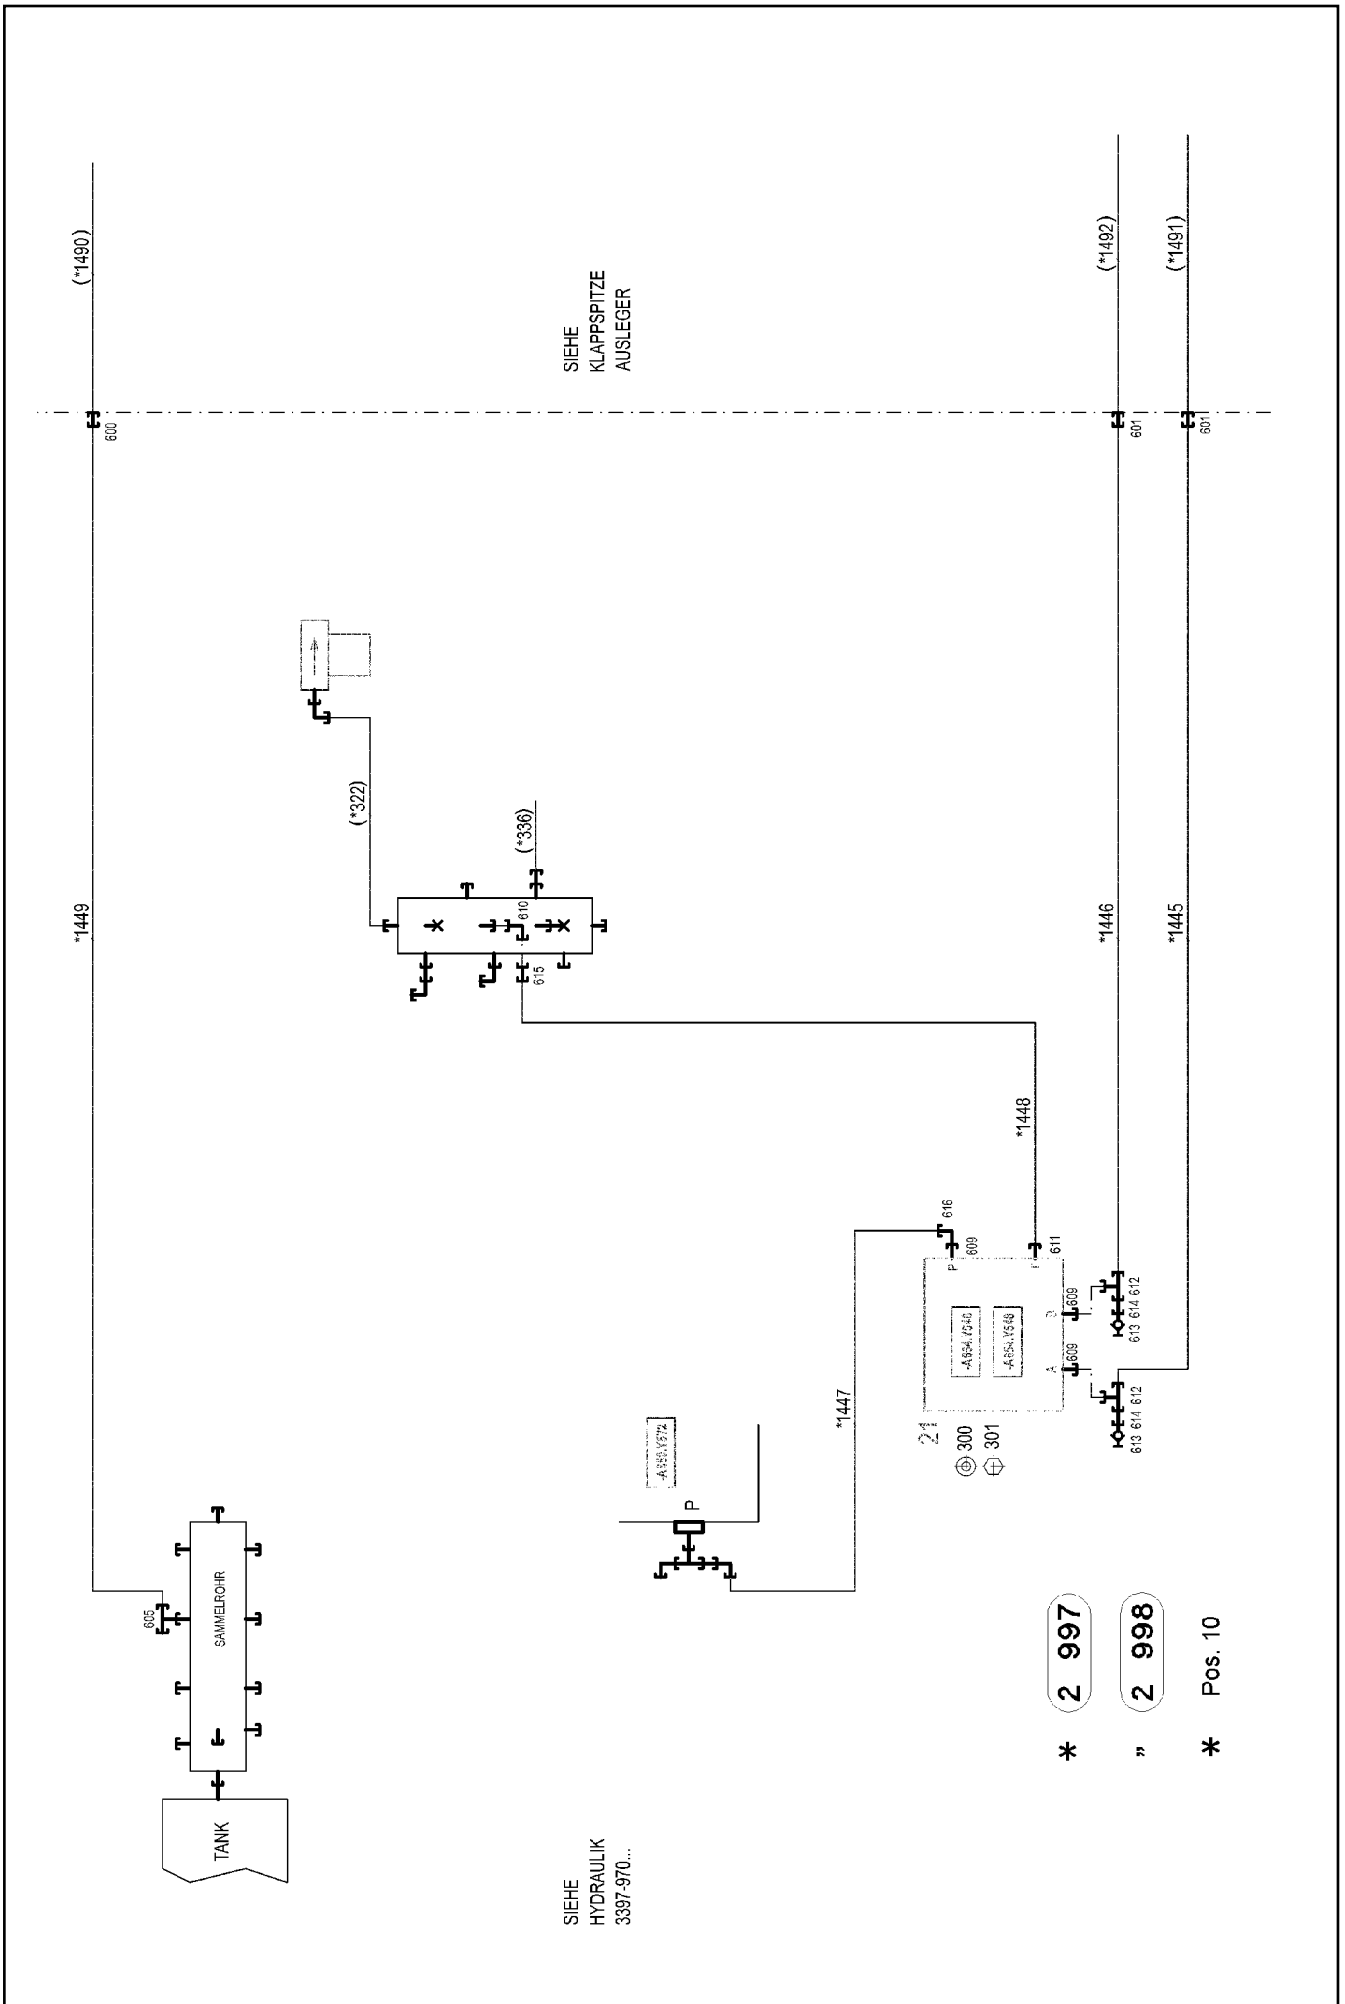 (*1490)
600
*1449
605
SAMMELROHR
TANK
SIEHE
KLAPPSPITZE
AUSLEGER
(*322)
(*336)
610
615
*1448
616
609
611
P
*1447
P
21
300
301
A
609
609
613 614 612
613 614 612
(*1492)
601
*1446
(*1491)
601
*1445
SIEHE
HYDRAULIK
3397-970...
* 2 997
" 2 998
* Pos. 10